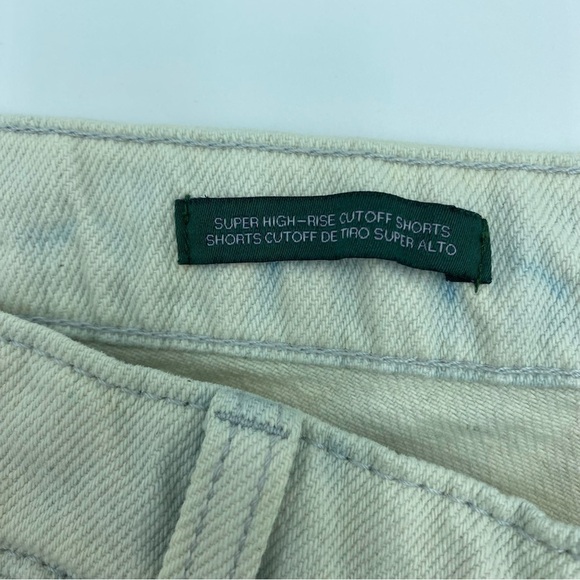 SUPER HIGH-RISE CUTOFF SHORTS
SHORTS CUTOFF DE TIRO SUPER ALTO